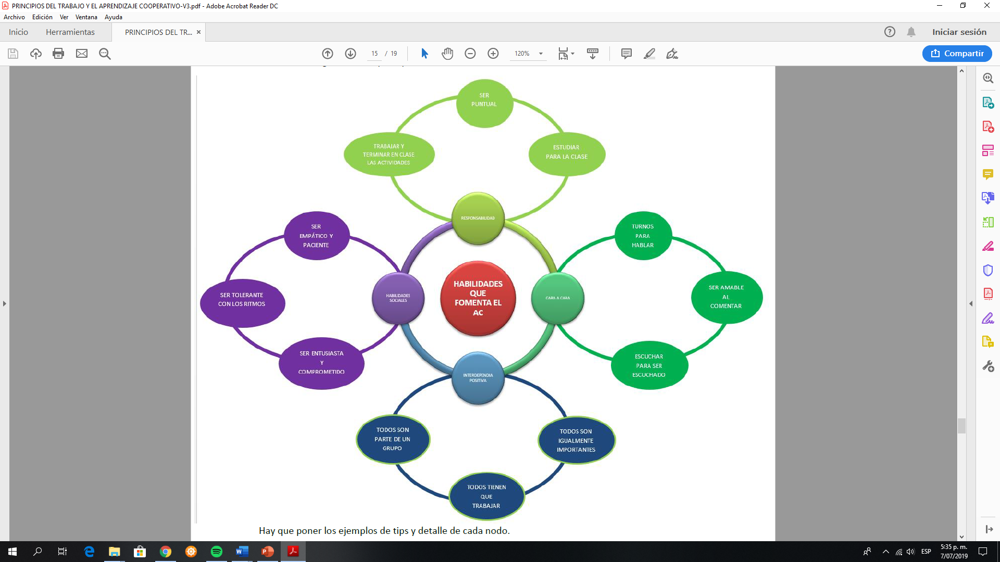 PRINCIPIOS DEL TRABAJO Y EL APRENDIZAJE COOPERATIVO-V3.pdf - Adobe Acrobat Reader DC
Archivo Edición Ver Ventana Ayuda
Inicio Herramientas PRINCIPIOS DEL TR... Iniciar sesión
15 / 19 120% Compartir
SER
PUNTUAL
TRABAJAR Y
TERMINAR EN CLASE
LAS ACTIVIDADES
ESTUDIAR
PARA LA CLASE
RESPONSABILIDAD
SER
EMPÁTICO Y
PACIENTE
TURNOS
PARA
HABLAR
SER TOLERANTE
CON LOS RITMOS
HABILIDADES
SOCIALES
HABILIDADES
QUE
FOMENTA EL
AC
CARA A CARA
SER AMABLE
AL
COMENTAR
SER ENTUSIASTA
Y
COMPROMETIDO
ESCUCHAR
PARA SER
ESCUCHADO
INTERDEPENDIA
POSITIVA
TODOS SON
PARTE DE UN
GRUPO
TODOS SON
IGUALMENTE
IMPORTANTES
TODOS TIENEN
QUE
TRABAJAR
Hay que poner los ejemplos de tips y detalle de cada nodo.
ESP
5:35 p. m.
7/07/2019